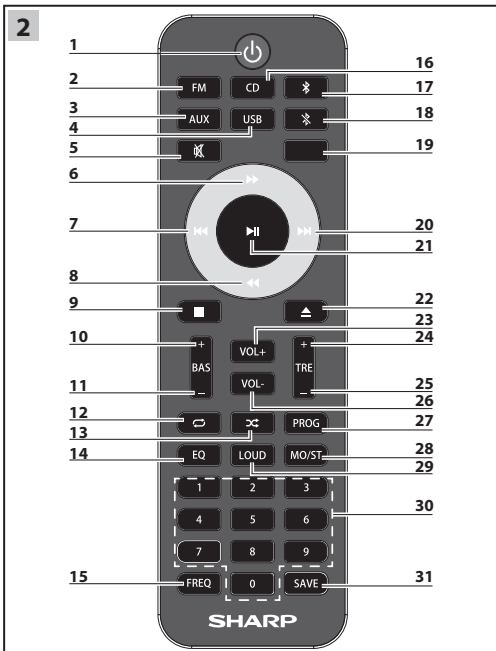 2
1
2 FM CD 16
17
3 AUX USB 18
4
5 19
6
7 20
21
8
9 22
23
10 + VOL+ + 24
BAS TRE
VOL-
11 – – 25
26
12 PROG 27
13
14 EQ LOUD MO/ST 28
29
1 2 3
4 5 6 30
7 8 9
15 FREQ 0 SAVE 31
SHARP